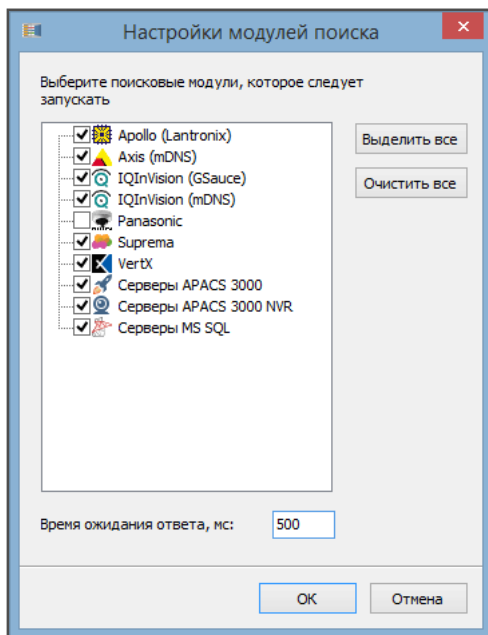 Настройки модулей поиска
Выберите поисковые модули, которое следует
запускать
Apollo (Lantronix)
Axis (mDNS)
IQInVision (GSauce)
IQInVision (mDNS)
Panasonic
Suprema
VertX
Серверы APACS 3000
Серверы APACS 3000 NVR
Серверы MS SQL
Выделить все
Очистить все
Время ожидания ответа, мс:
500
ОК
Отмена